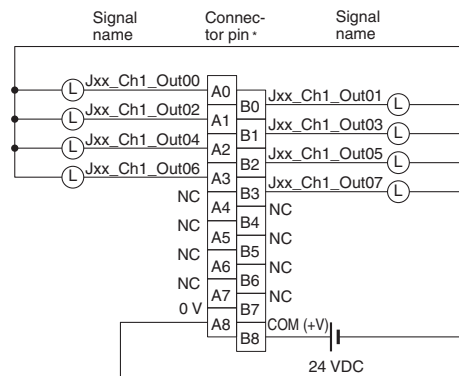 Signal name
Connec-tor pin *
Signal name
L Jxx_Ch1_Out00 A0
B0 Jxx_Ch1_Out01 L
L Jxx_Ch1_Out02 A1
B1 Jxx_Ch1_Out03 L
L Jxx_Ch1_Out04 A2
B2 Jxx_Ch1_Out05 L
L Jxx_Ch1_Out06 A3
B3 Jxx_Ch1_Out07 L
NC A4
B4 NC
NC A5
B5 NC
NC A6
B6 NC
NC A7
B7 NC
0 V A8
B8 COM (+V)
24 VDC